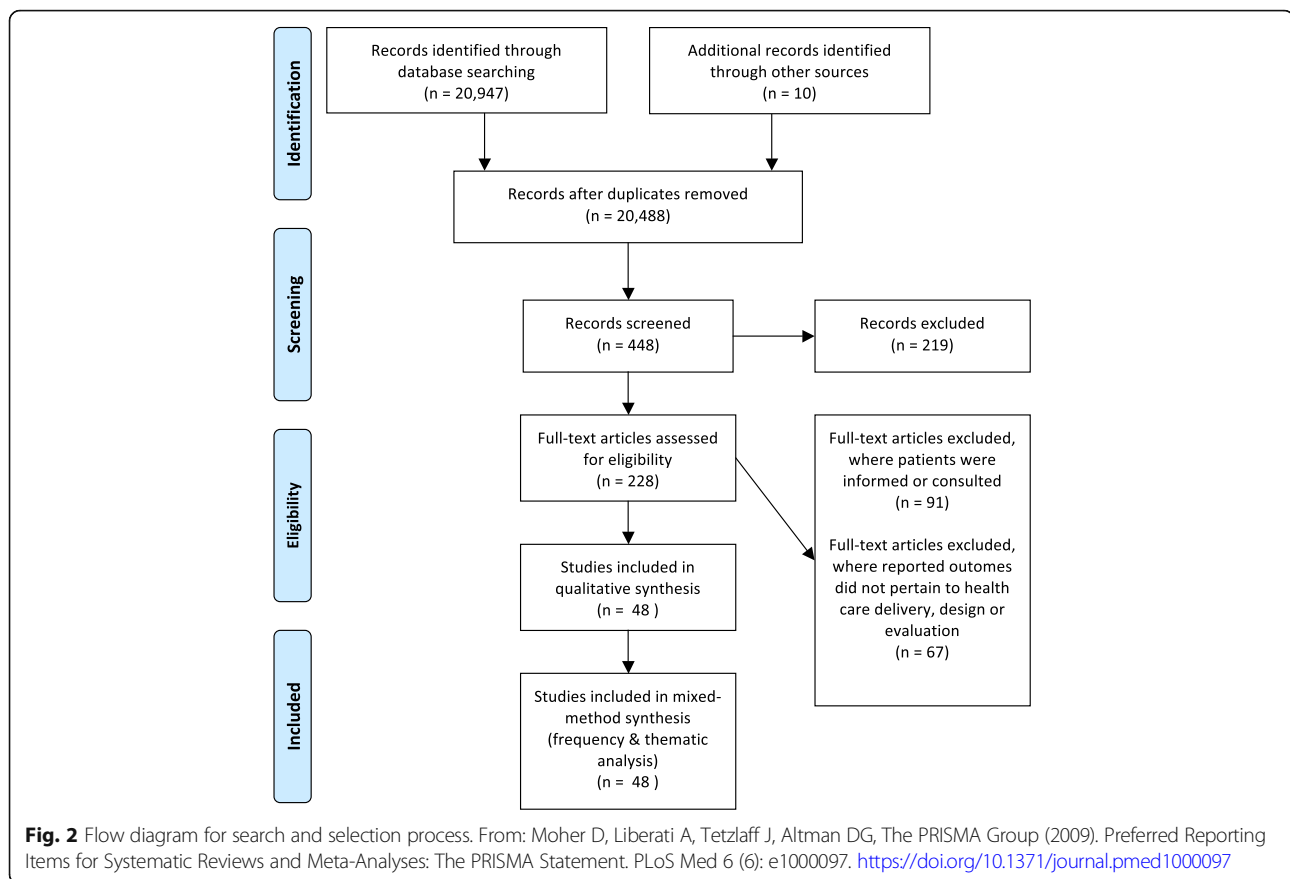 Identification
Records identified through
database searching
(n = 20,947)
Additional records identified
through other sources
(n = 10)
Records after duplicates removed
(n = 20,488)
Screening
Records screened
(n = 448)
Records excluded
(n = 219)
Eligibility
Full-text articles assessed
for eligibility
(n = 228)
Full-text articles excluded,
where patients were
informed or consulted
(n = 91)
Full-text articles excluded,
where reported outomes
did not pertain to health
care delivery, design or
evaluation
(n = 67)
Studies included in
qualitative synthesis
(n = 48 )
Included
Studies included in mixed-
method synthesis
(frequency & thematic
analysis)
(n = 48 )
Fig. 2 Flow diagram for search and selection process. From: Moher D, Liberati A, Tetzlaff J, Altman DG, The PRISMA Group (2009). Preferred Reporting
Items for Systematic Reviews and Meta-Analyses: The PRISMA Statement. PLoS Med 6 (6): e1000097. https://doi.org/10.1371/journal.pmed1000097